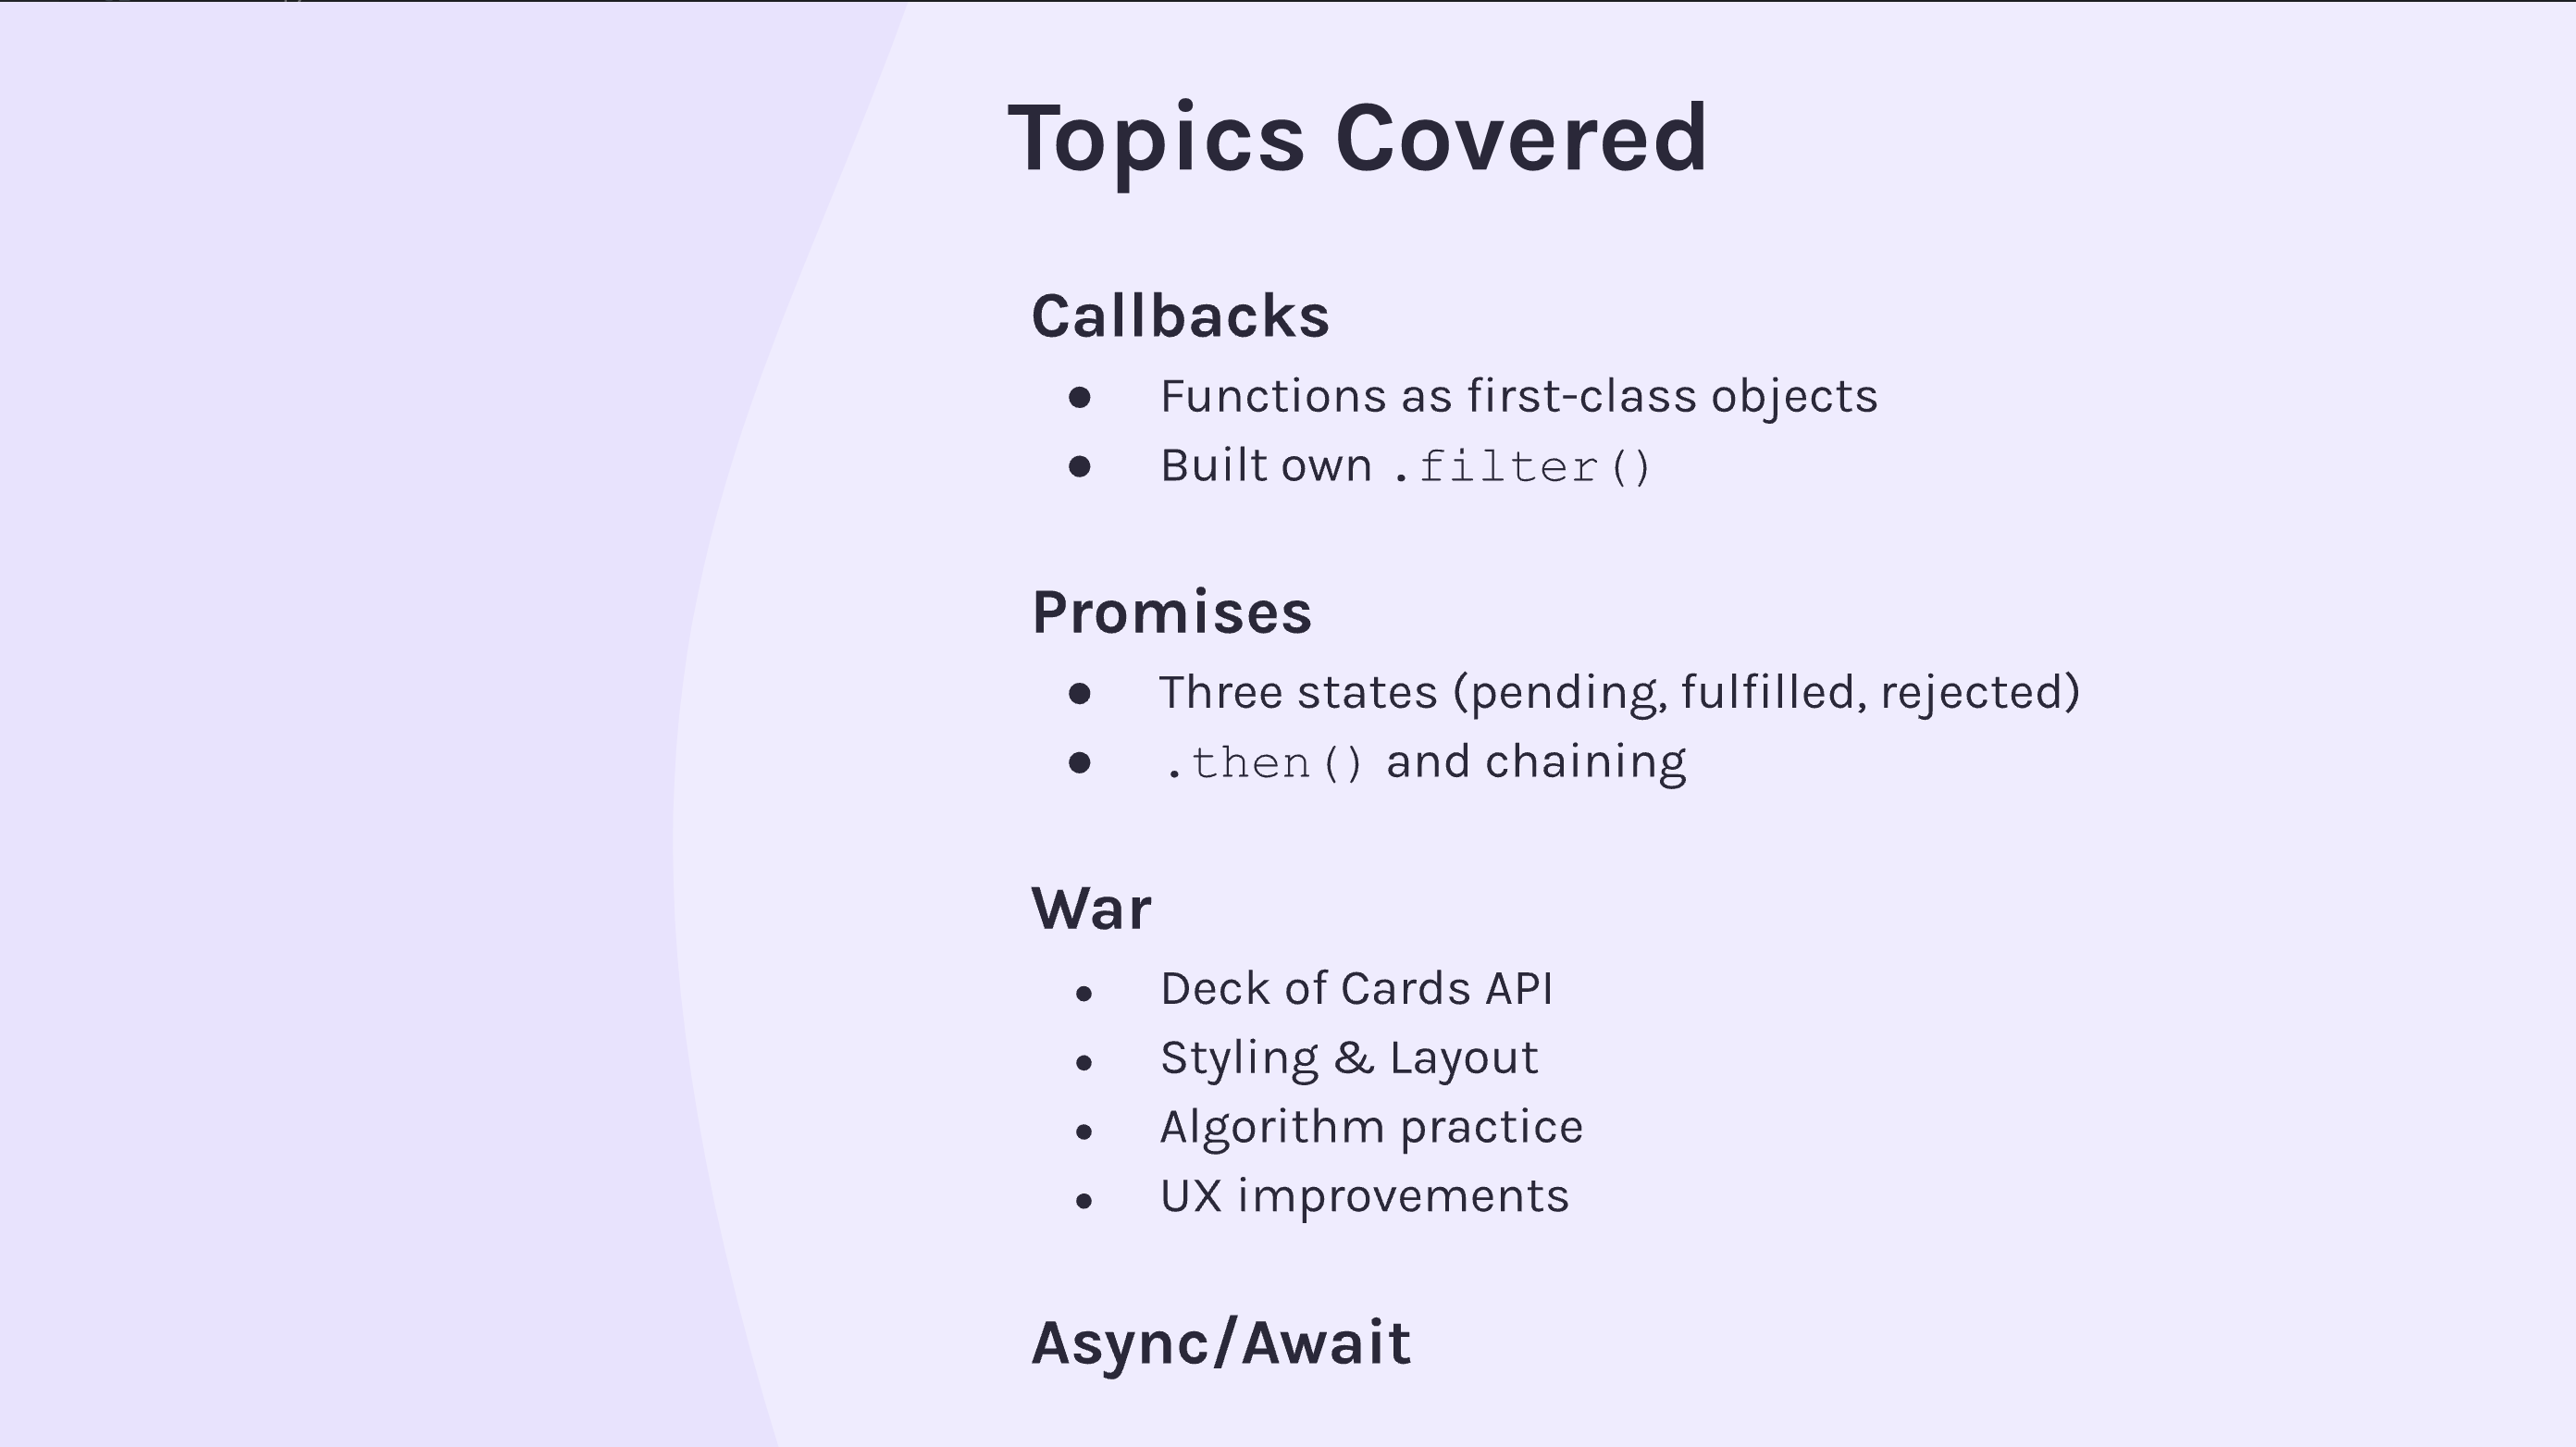 Topics Covered
Callbacks
● Functions as first-class objects
● Built own .filter()
Promises
● Three states (pending, fulfilled, rejected)
● .then() and chaining
War
• Deck of Cards API
• Styling & Layout
• Algorithm practice
• UX improvements
Async/Await